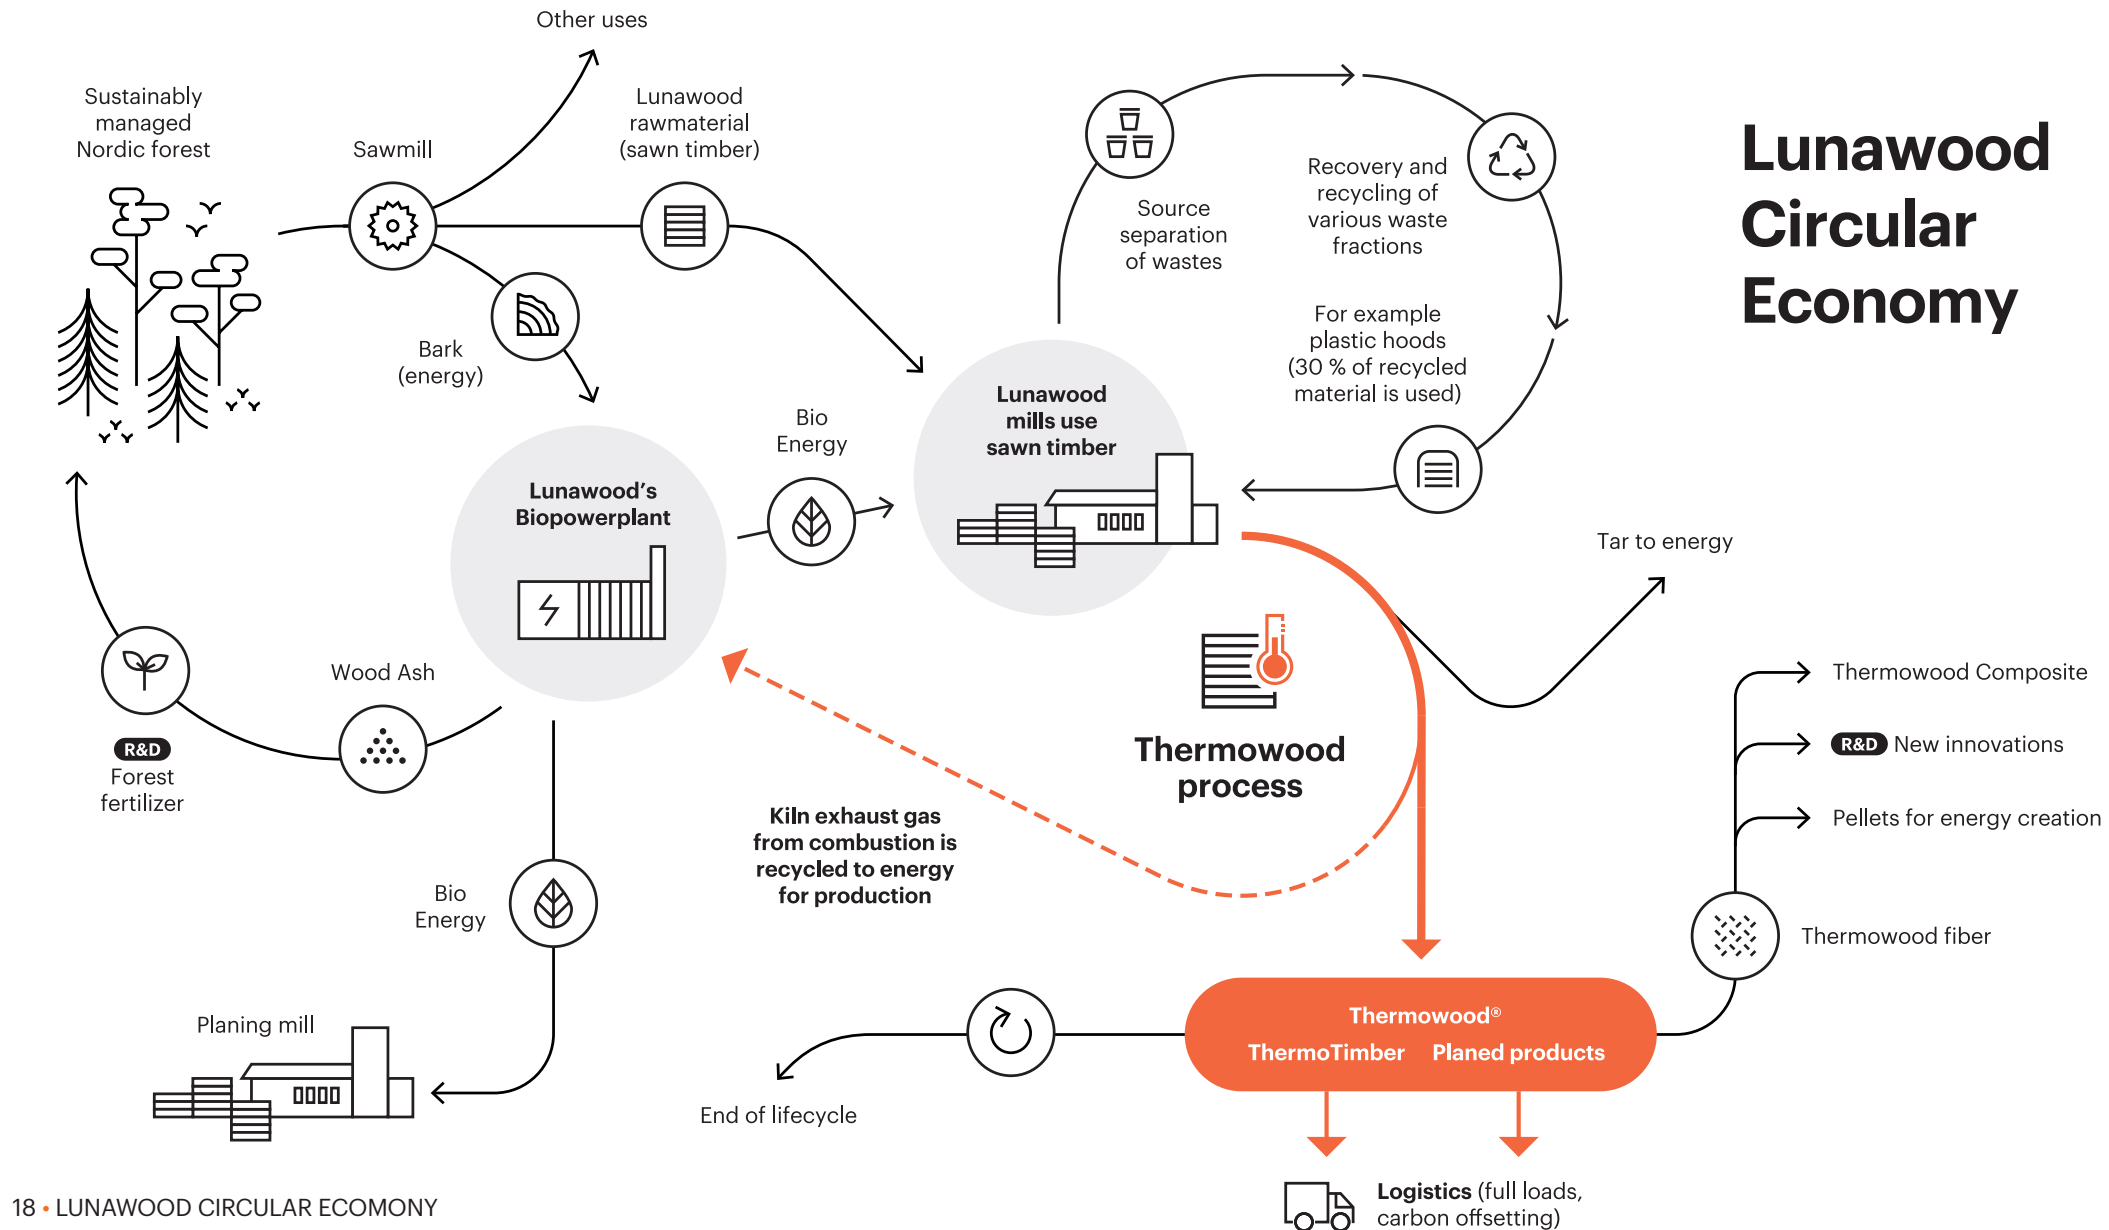 Other uses
Sustainably
managed
Nordic forest
Sawmill
Lunawood
rawmaterial
(sawn timber)
Bark
(energy)
Source
separation
of wastes
Recovery and
recycling of
various waste
fractions
For example
plastic hoods
(30 % of recycled
material is used)
Lunawood
Circular
Economy
Lunawood
mills use
sawn timber
Bio
Energy
Lunawood’s
Biopowerplant
Tar to energy
Wood Ash
R&D
Forest
fertilizer
Thermowood
process
Kiln exhaust gas
from combustion is
recycled to energy
for production
Thermowood Composite
R&D New innovations
Pellets for energy creation
Thermowood fiber
Bio
Energy
Planing mill
Thermowood®
ThermoTimber Planed products
End of lifecycle
Logistics (full loads,
carbon offsetting)
18 • LUNAWOOD CIRCULAR ECOMONY